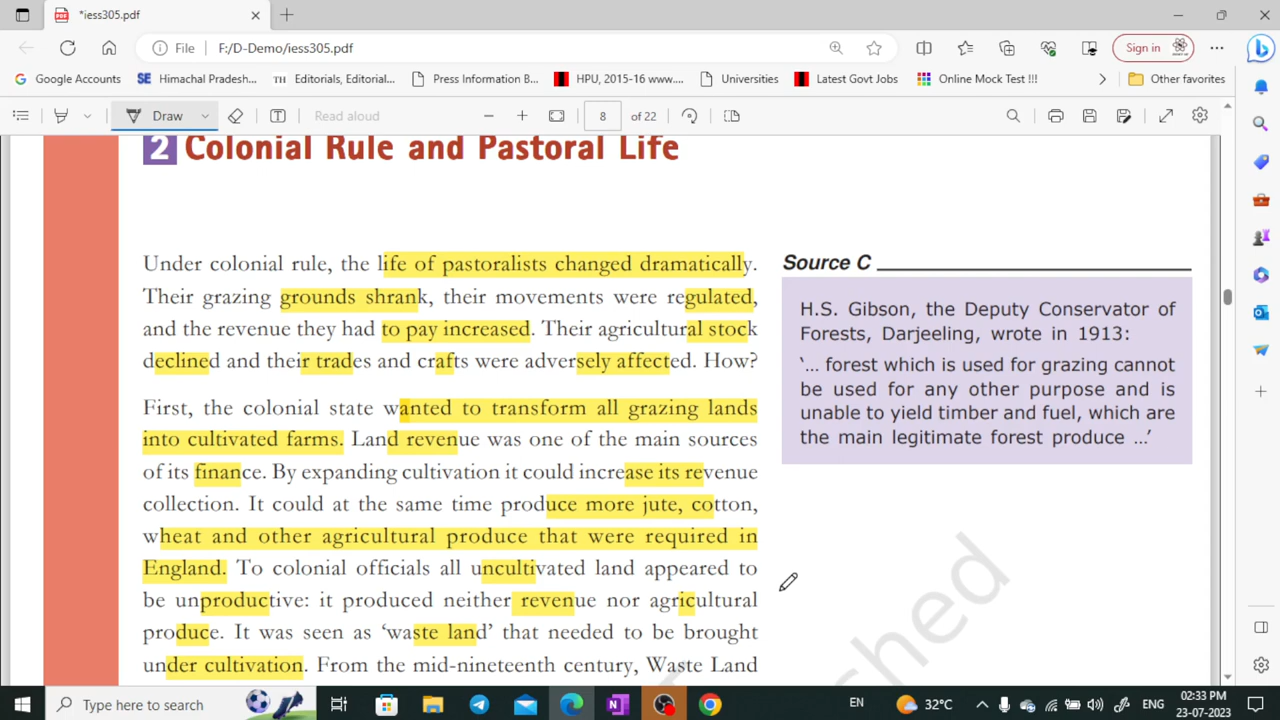 *iess305.pdf
File F:/D-Demo/iess305.pdf Sign in
Google Accounts SE Himachal Pradesh... TH Editorials, Editorial... Press Information B... HPU, 2015-16 www.... Universities Latest Govt Jobs Online Mock Test !!! Other favorites
Draw Read aloud 8 of 22
2 Colonial Rule and Pastoral Life
Under colonial rule, the life of pastoralists changed dramatically.
Their grazing grounds shrank, their movements were regulated,
and the revenue they had to pay increased. Their agricultural stock
declined and their trades and crafts were adversely affected. How?
First, the colonial state wanted to transform all grazing lands
into cultivated farms. Land revenue was one of the main sources
of its finance. By expanding cultivation it could increase its revenue
collection. It could at the same time produce more jute, cotton,
wheat and other agricultural produce that were required in
England. To colonial officials all uncultivated land appeared to
be unproductive: it produced neither revenue nor agricultural
produce. It was seen as ‘waste land’ that needed to be brought
under cultivation. From the mid-nineteenth century, Waste Land
Source C
H.S. Gibson, the Deputy Conservator of
Forests, Darjeeling, wrote in 1913:
‘... forest which is used for grazing cannot
be used for any other purpose and is
unable to yield timber and fuel, which are
the main legitimate forest produce ...’
shed
Type here to search EN 32°C ENG 02:33 PM
23-07-2023